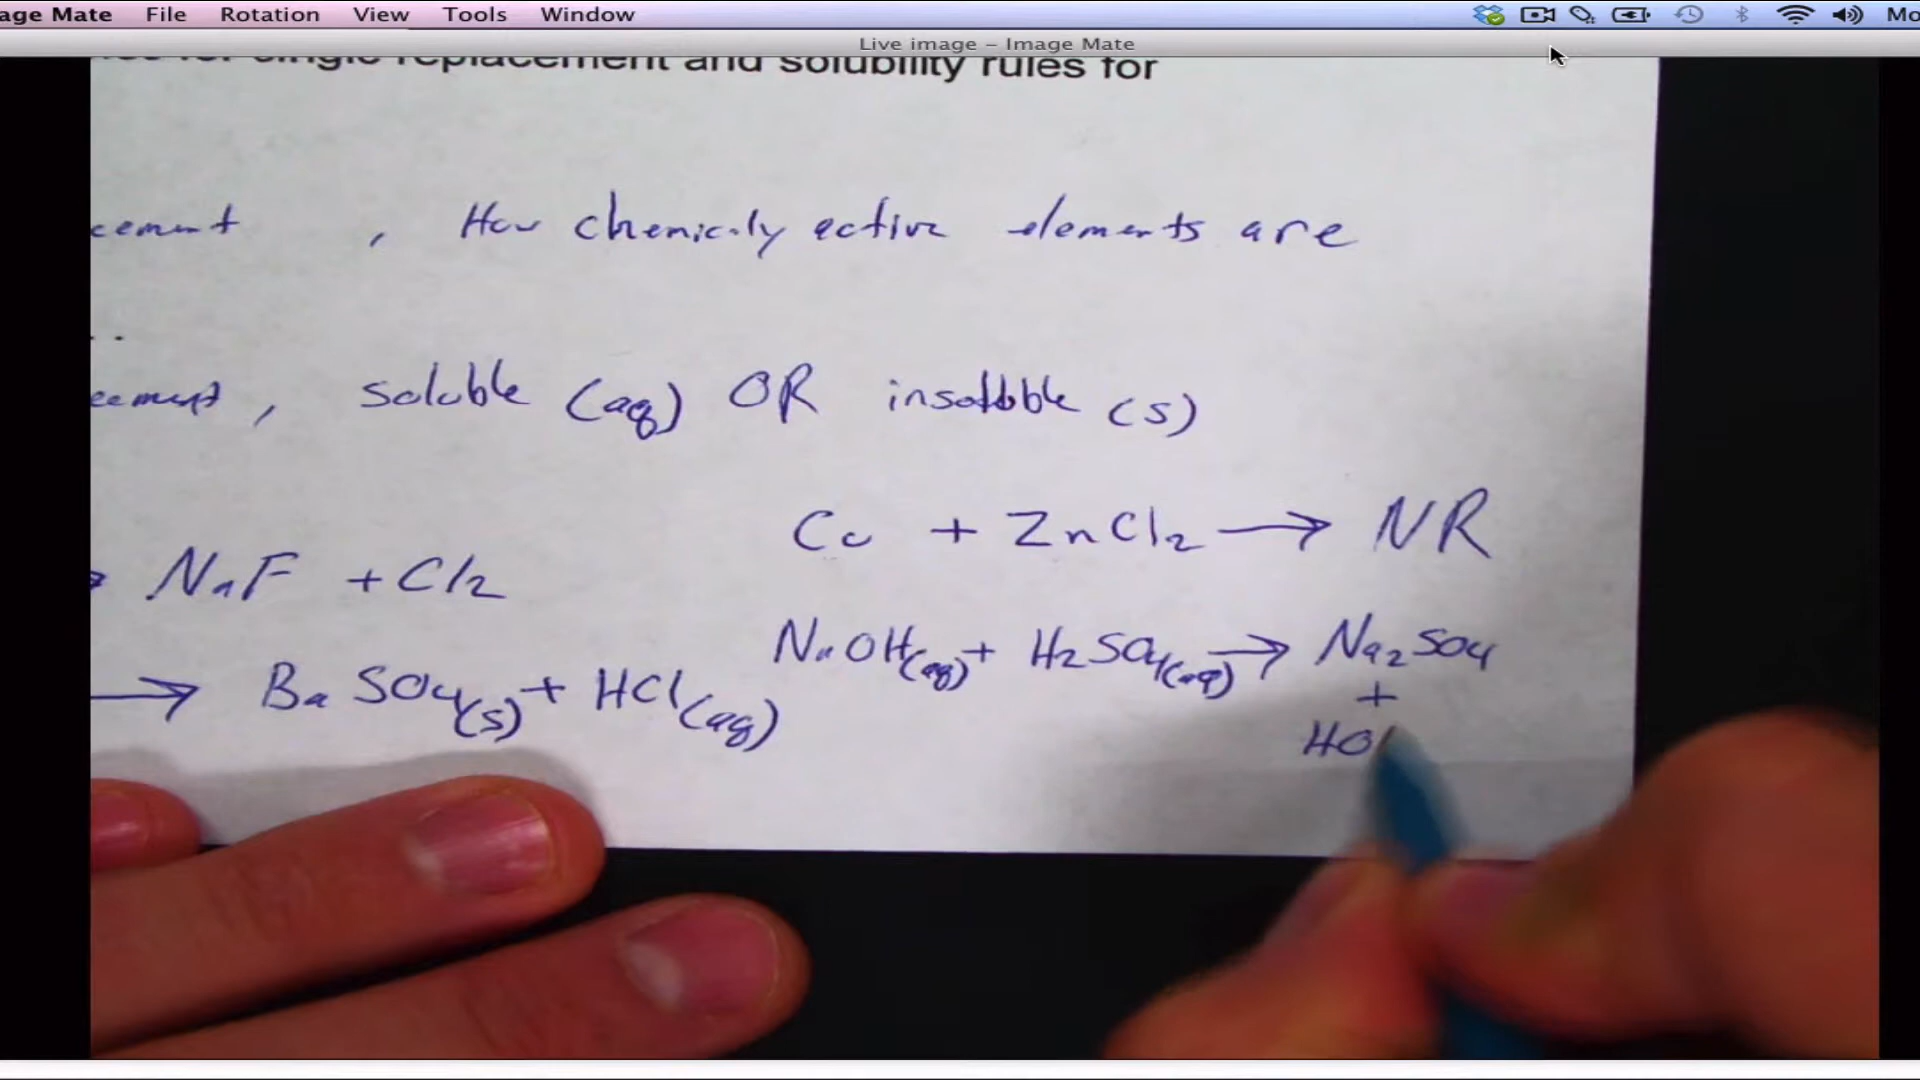 age Mate File Rotation View Tools Window Mo
Live image – Image Mate
for single replacement and solubility rules for
cement , How chemicaly active elements are
..
cement , soluble (aq) OR insoluble (s)
Cu + ZnCl2 → NR
NaF + Cl2
NaOH(aq) + H2SO4(aq) → Na2SO4
→ BaSO4(s) + HCl(aq)
+
HO